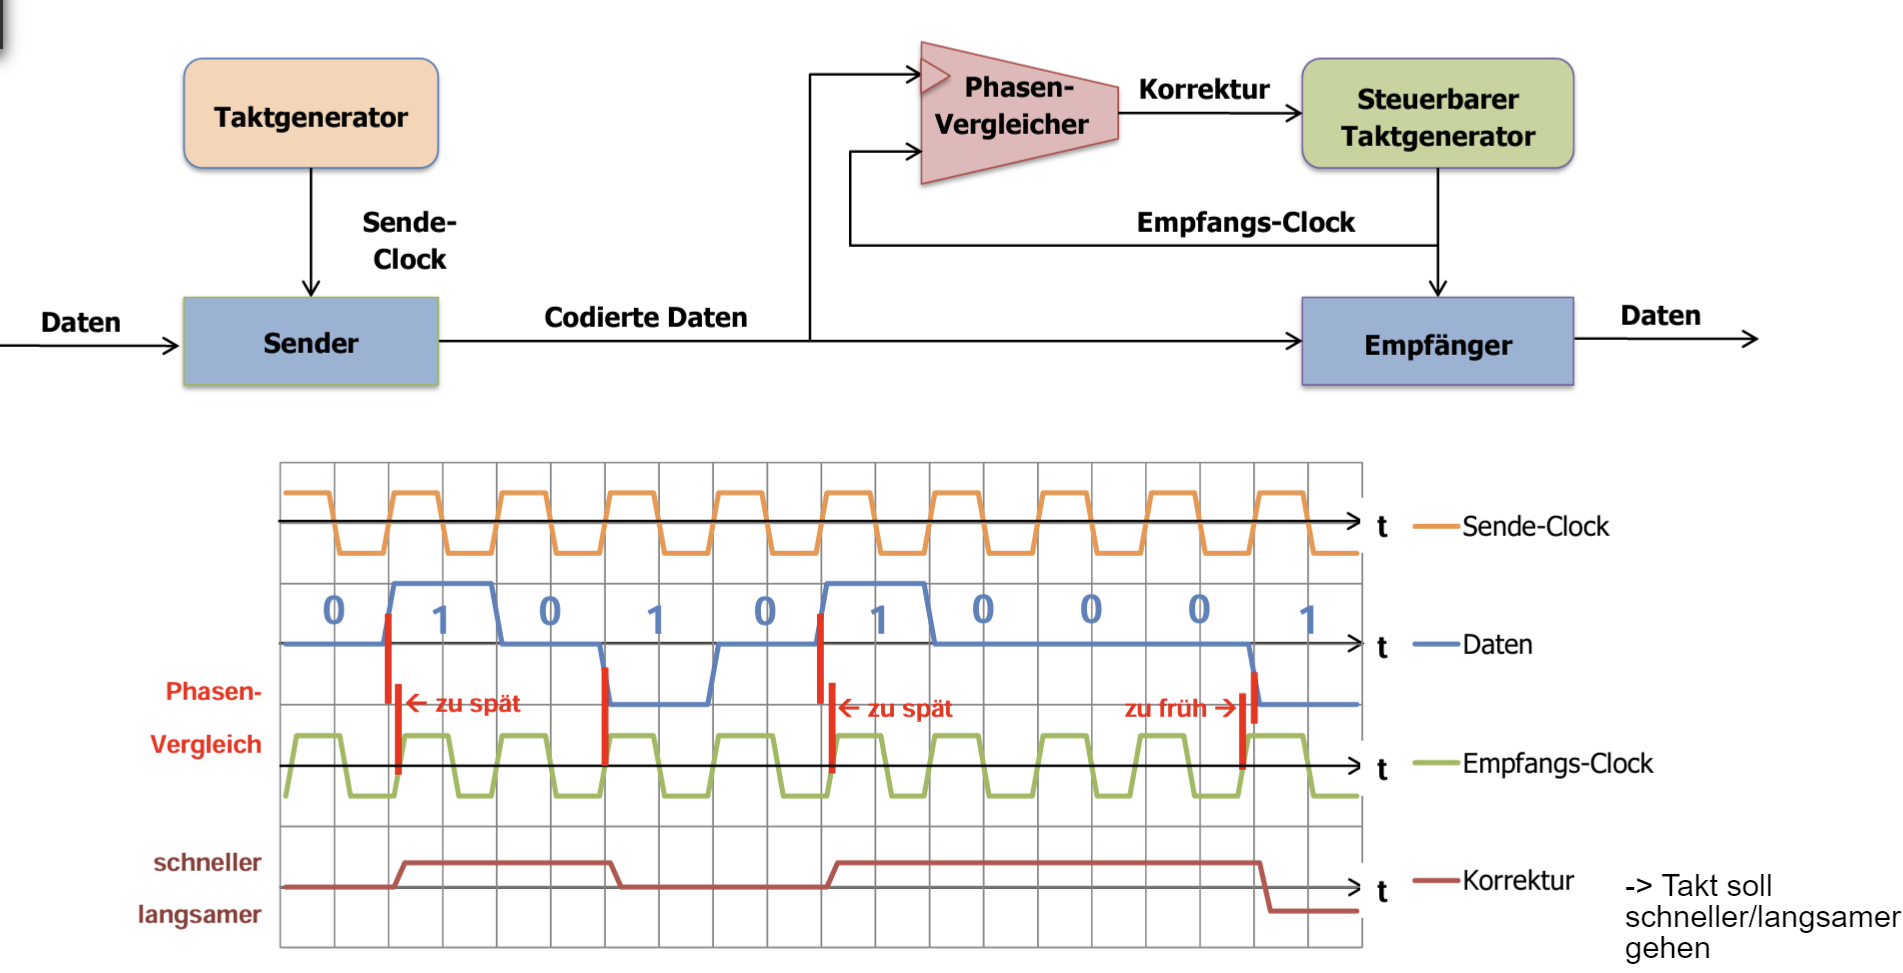 Taktgenerator
Sende-
Clock
Daten
Sender
Codierte Daten
Phasen-
Vergleicher
Korrektur
Steuerbarer
Taktgenerator
Empfangs-Clock
Empfänger
Daten
t
Sende-Clock
0 1 0 1 0 1 0 0 0 1
t
Daten
Phasen-
Vergleich
← zu spät
← zu spät
zu früh →
t
Empfangs-Clock
schneller
langsamer
t
Korrektur
-> Takt soll
schneller/langsamer
gehen